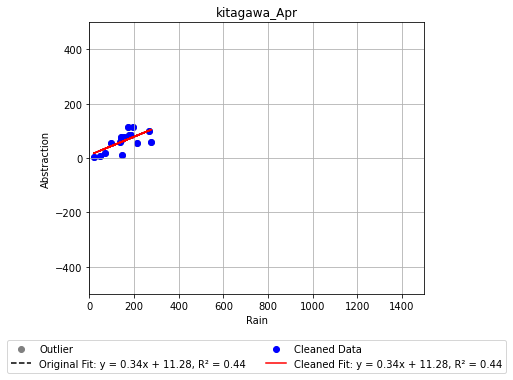 kitagawa_Apr
400
200
0
−200
−400
Abstraction
0 200 400 600 800 1000 1200 1400
Rain
Outlier
Original Fit: y = 0.34x + 11.28, R² = 0.44
Cleaned Data
Cleaned Fit: y = 0.34x + 11.28, R² = 0.44